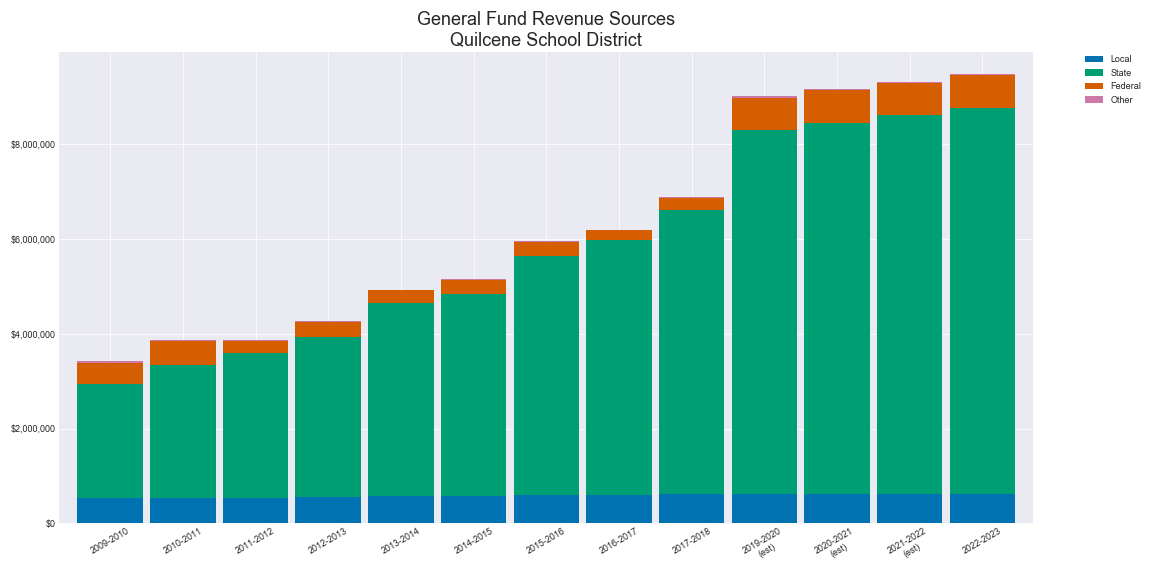 General Fund Revenue Sources
Quilcene School District
Local
State
Federal
Other
$8,000,000
$6,000,000
$4,000,000
$2,000,000
$0
2009-2010
2010-2011
2011-2012
2012-2013
2013-2014
2014-2015
2015-2016
2016-2017
2017-2018
2019-2020
(est)
2020-2021
(est)
2021-2022
(est)
2022-2023